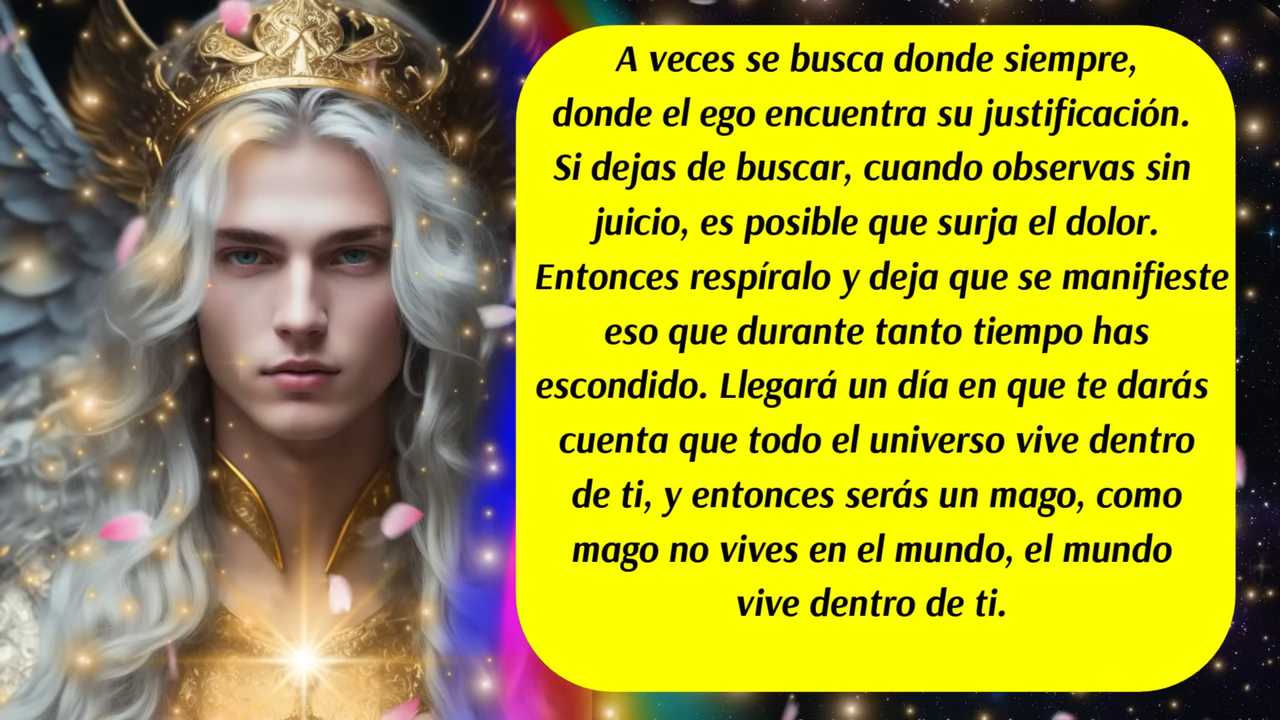 A veces se busca donde siempre,
donde el ego encuentra su justificación.
Si dejas de buscar, cuando observas sin
juicio, es posible que surja el dolor.
Entonces respíralo y deja que se manifieste
eso que durante tanto tiempo has
escondido. Llegará un día en que te darás
cuenta que todo el universo vive dentro
de ti, y entonces serás un mago, como
mago no vives en el mundo, el mundo
vive dentro de ti.